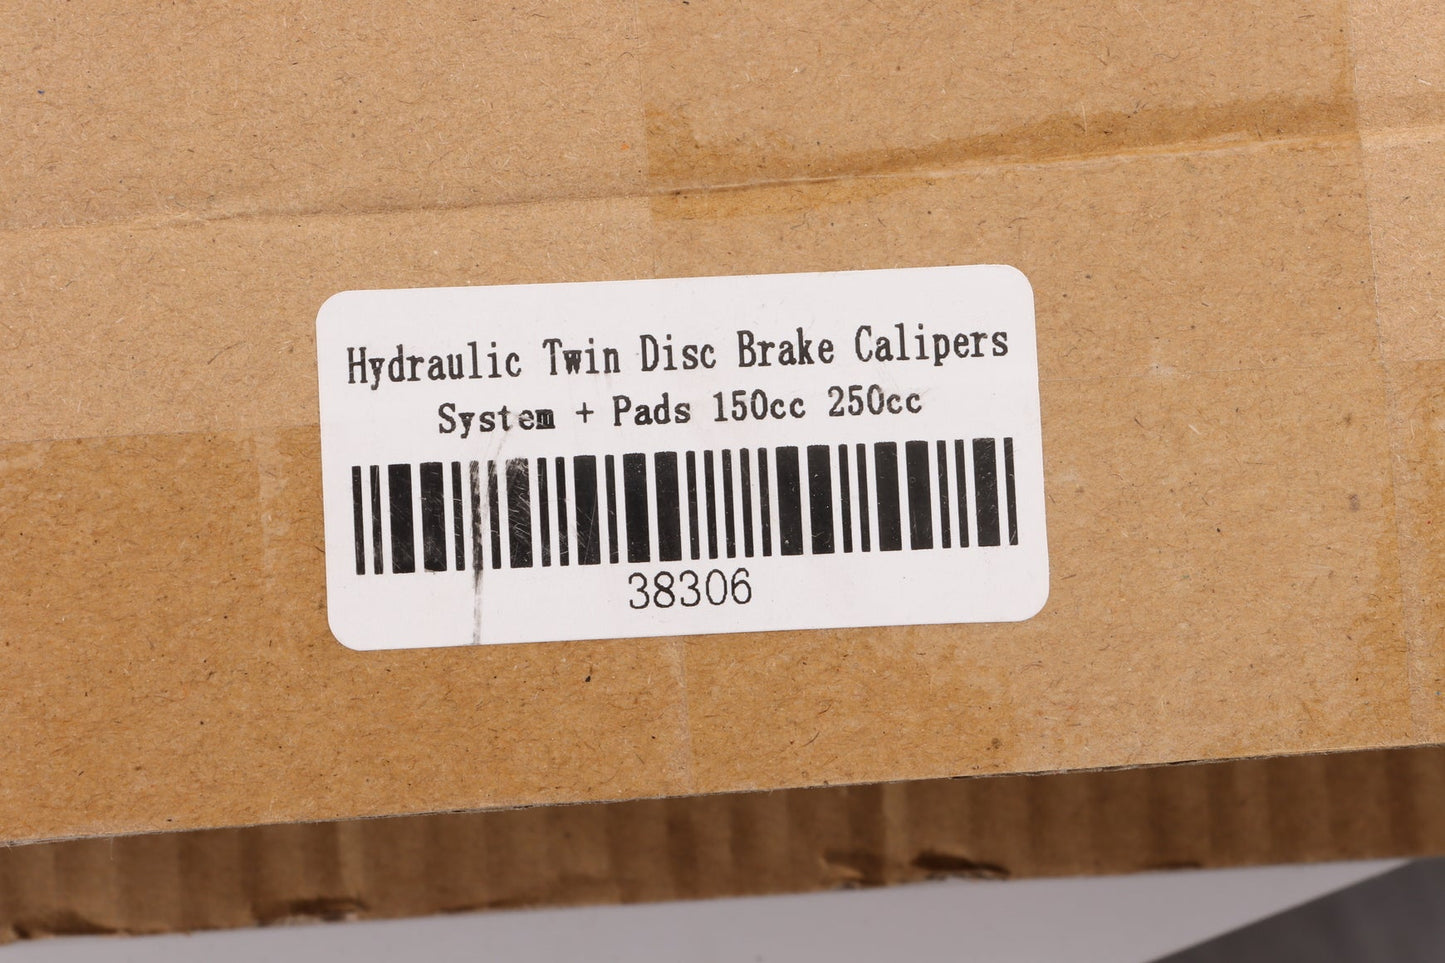 Hydraulic Twin Disc Brake Calipers
System + Pads 150cc 250cc
38306